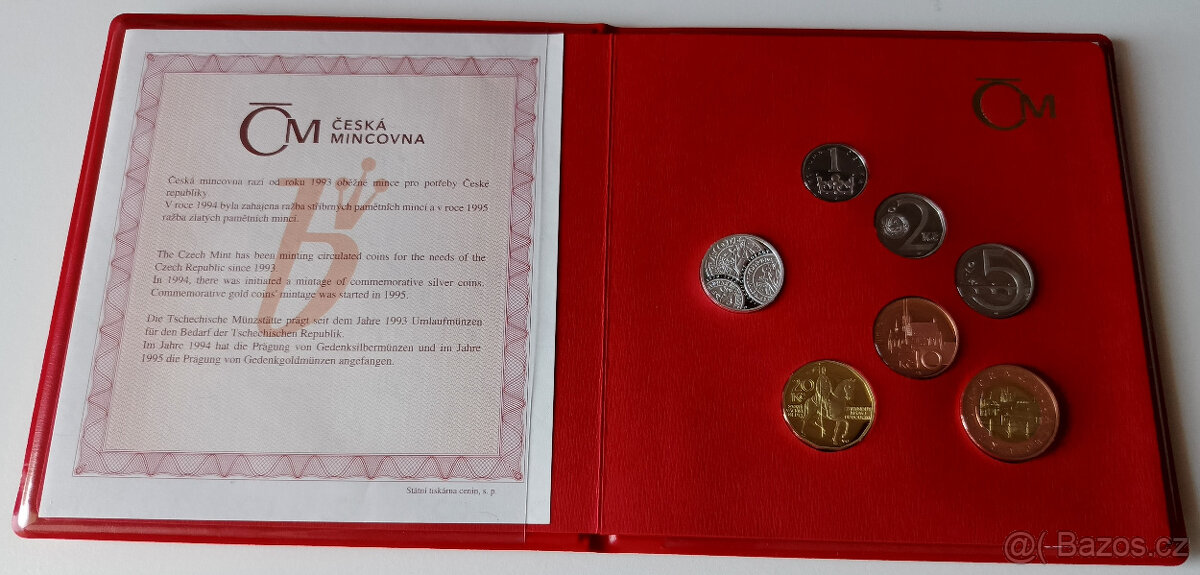 ČM ČESKÁ
MINCOVNA
Česká mincovna razí od roku 1993 oběžné mince pro potřeby České
republiky.
V roce 1994 byla zahájena ražba stříbrných pamětních mincí a v roce 1995
ražba zlatých pamětních mincí.
The Czech Mint has been minting circulated coins for the needs of the
Czech Republic since 1993.
In 1994, there was initiated a mintage of commemorative silver coins.
Commemorative gold coins' mintage was started in 1995.
Die Tschechische Münzstätte prägt seit dem Jahre 1993 Umlaufmünzen
für den Bedarf der Tschechischen Republik.
Im Jahre 1994 hat die Prägung von Gedenksilbermünzen und im Jahre
1995 die Prägung von Gedenkgoldmünzen angefangen.
Státní tiskárna cenin, s. p.
ČM
1
2
Kč
5
Kč 10
20
Kč
@( Bazos.cz